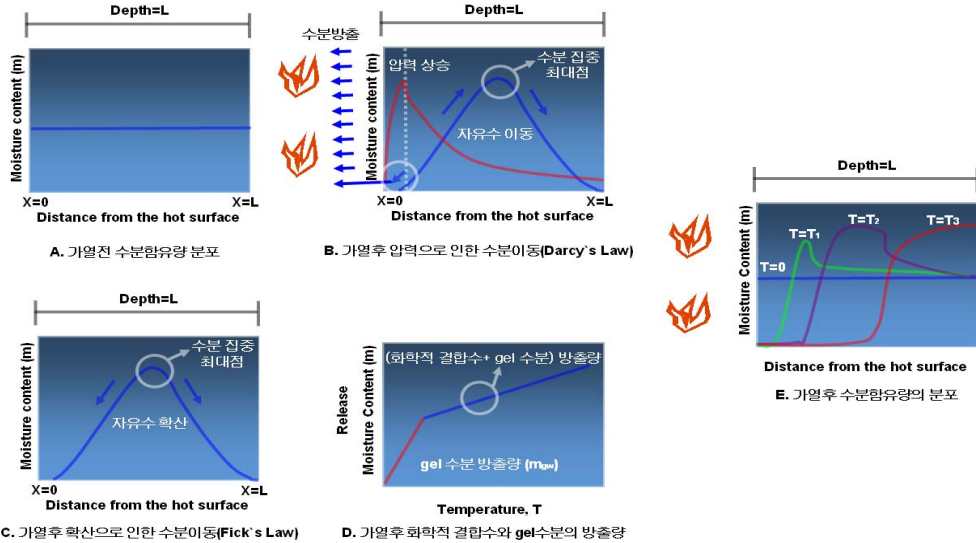 Depth=L
Moisture content (m)
X=0
X=L
Distance from the hot surface
A. 가열전 수분함유량 분포
Depth=L
수분방출
압력 상승
수분 집중
최대점
자유수 이동
Moisture content (m)
X=0
X=L
Distance from the hot surface
B. 가열후 압력으로 인한 수분이동(Darcy`s Law)
Depth=L
수분 집중
최대점
자유수 확산
Moisture content (m)
X=0
X=L
Distance from the hot surface
C. 가열후 확산으로 인한 수분이동(Fick`s Law)
(화학적 결합수+ gel 수분) 방출량
gel 수분 방출량 (mgw)
Release
Moisture Content (m)
Temperature, T
D. 가열후 화학적 결합수와 gel수분의 방출량
Depth=L
T=T1
T=T2
T=T3
T=0
Moisture Content (m)
Distance from the hot surface
E. 가열후 수분함유량의 분포